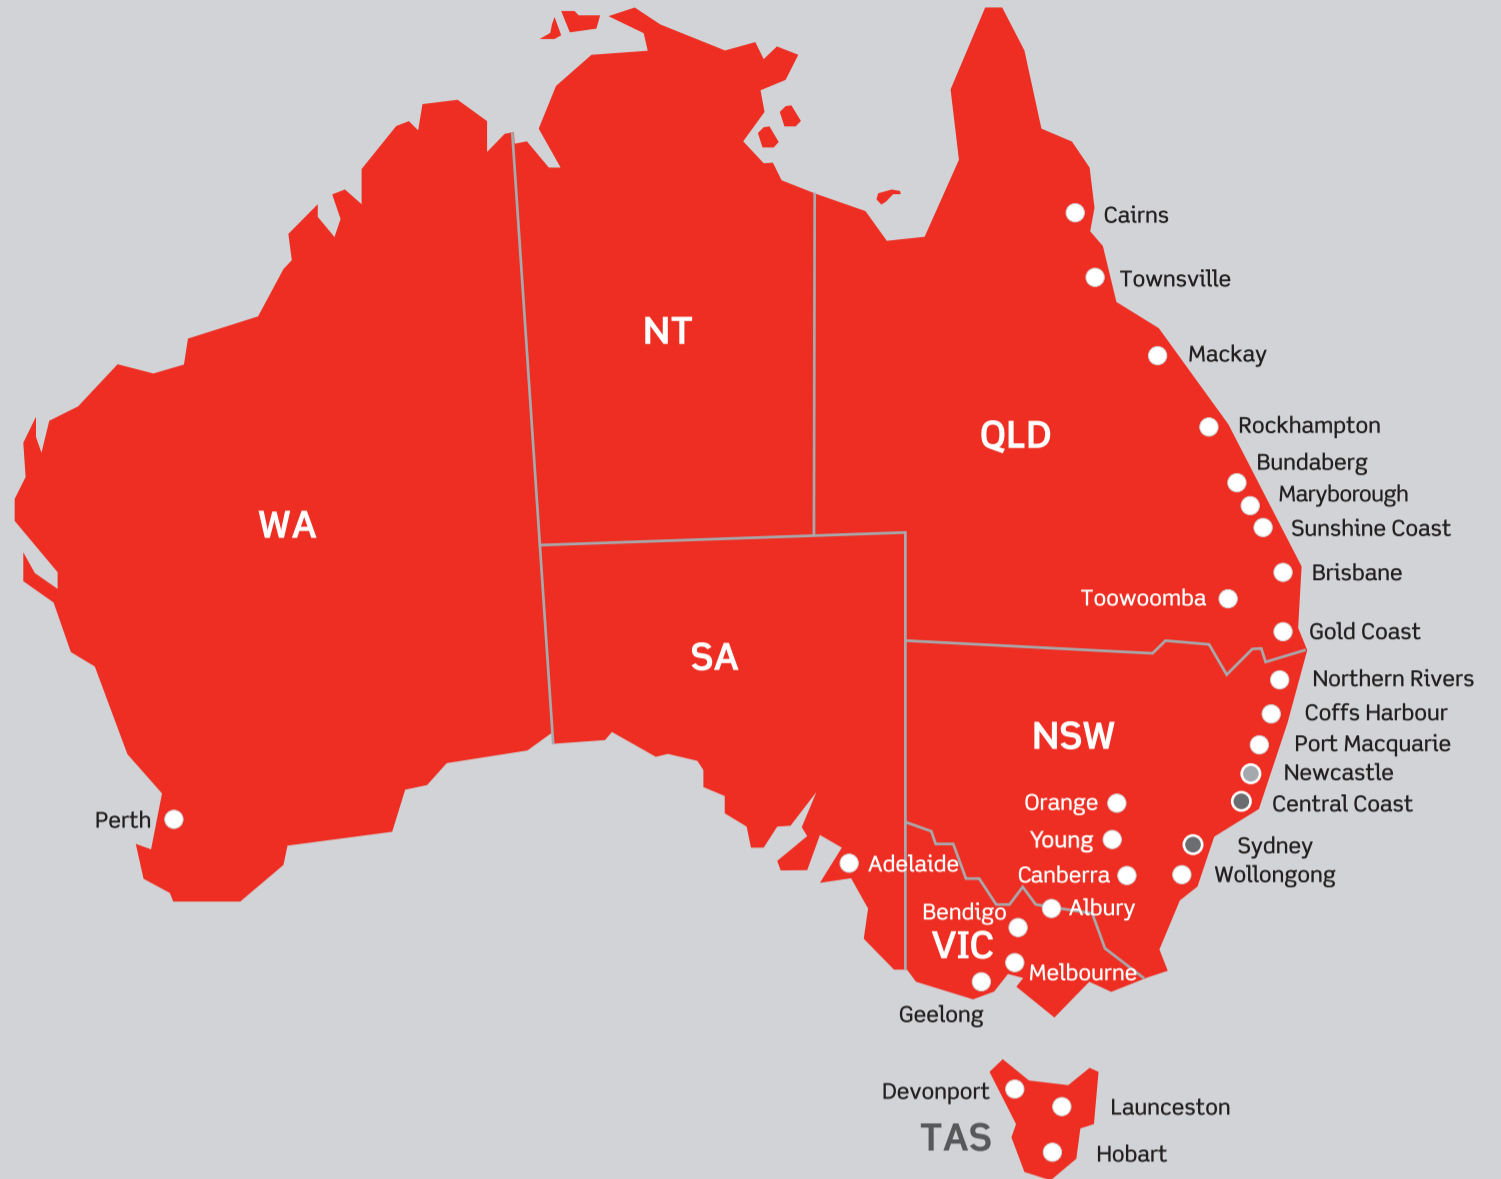 Cairns
Townsville
NT
Mackay
Rockhampton
QLD
Bundaberg
Maryborough
WA
Sunshine Coast
Brisbane
Toowoomba
Gold Coast
SA
Northern Rivers
Coffs Harbour
NSW
Port Macquarie
Newcastle
Orange
Central Coast
Perth
Young
Sydney
Adelaide
Canberra
Wollongong
Albury
Bendigo
VIC
Melbourne
Geelong
Devonport
Launceston
TAS
Hobart